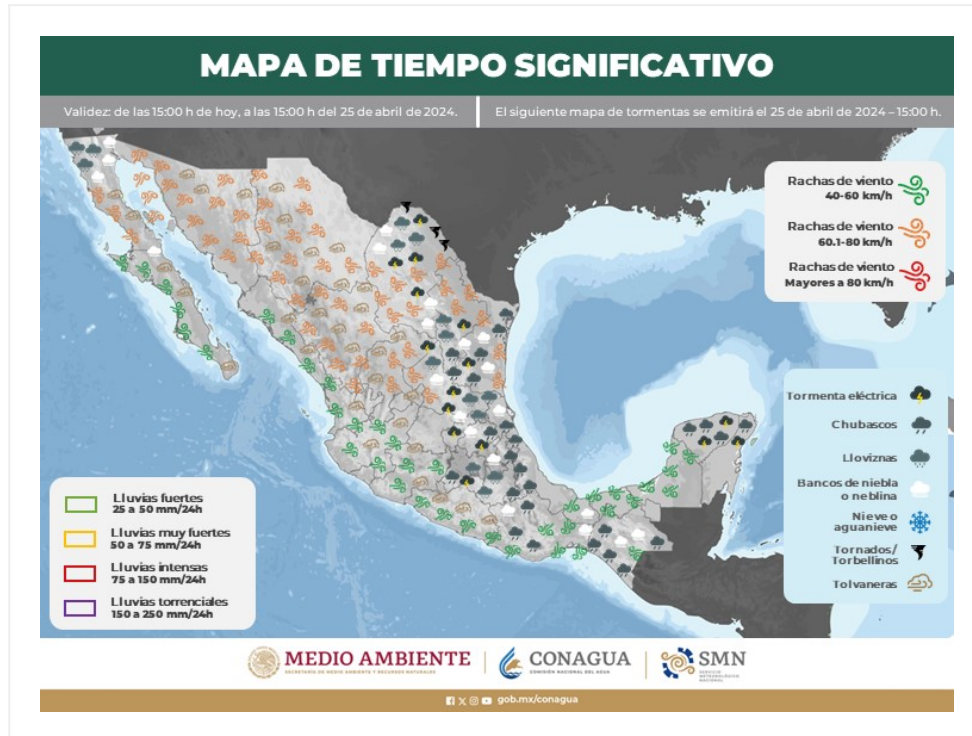 MAPA DE TIEMPO SIGNIFICATIVO
Validez: de las 15:00 h de hoy, a las 15:00 h del 25 de abril de 2024.
El siguiente mapa de tormentas se emitirá el 25 de abril de 2024 – 15:00 h.
Rachas de viento
40-60 km/h
Rachas de viento
60.1-80 km/h
Rachas de viento
Mayores a 80 km/h
Tormenta eléctrica
Chubascos
Lloviznas
Bancos de niebla
o neblina
Nieve o
aguanieve
Tornados/
Torbellinos
Tolvaneras
Lluvias fuertes
25 a 50 mm/24h
Lluvias muy fuertes
50 a 75 mm/24h
Lluvias intensas
75 a 150 mm/24h
Lluvias torrenciales
150 a 250 mm/24h
MEDIO AMBIENTE
SECRETARÍA DE MEDIO AMBIENTE Y RECURSOS NATURALES
CONAGUA
COMISIÓN NACIONAL DEL AGUA
SMN
SERVICIO
METEOROLÓGICO
NACIONAL
gob.mx/conagua